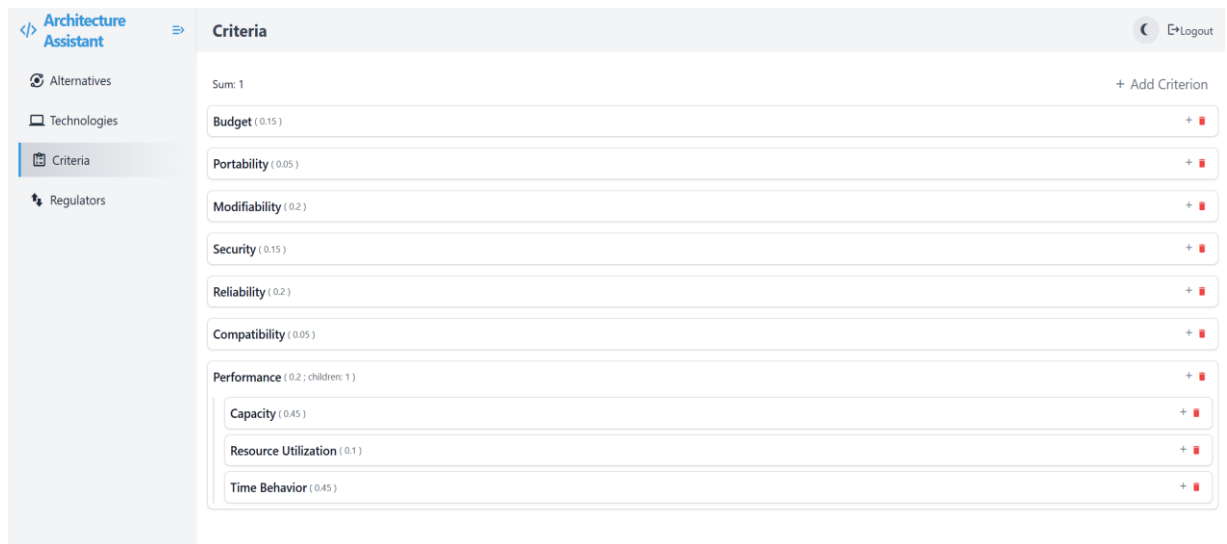 Architecture
Assistant
Criteria
Logout
Alternatives
Technologies
Criteria
Regulators
Sum: 1
+ Add Criterion
Budget ( 0.15 )
Portability ( 0.05 )
Modifiability ( 0.2 )
Security ( 0.15 )
Reliability ( 0.2 )
Compatibility ( 0.05 )
Performance ( 0.2 ; children: 1 )
Capacity ( 0.45 )
Resource Utilization ( 0.1 )
Time Behavior ( 0.45 )